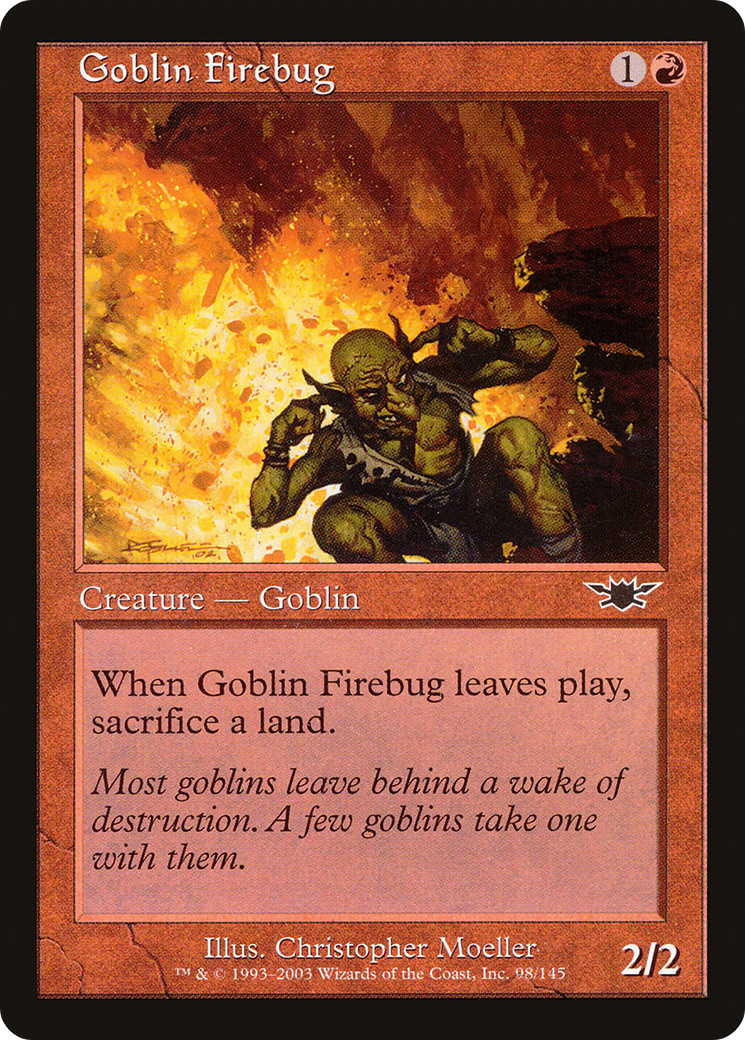 Goblin Firebug
1
Creature — Goblin
When Goblin Firebug leaves play,
sacrifice a land.
Most goblins leave behind a wake of
destruction. A few goblins take one
with them.
Illus. Christopher Moeller
™ & © 1993–2003 Wizards of the Coast, Inc. 98/145
2/2